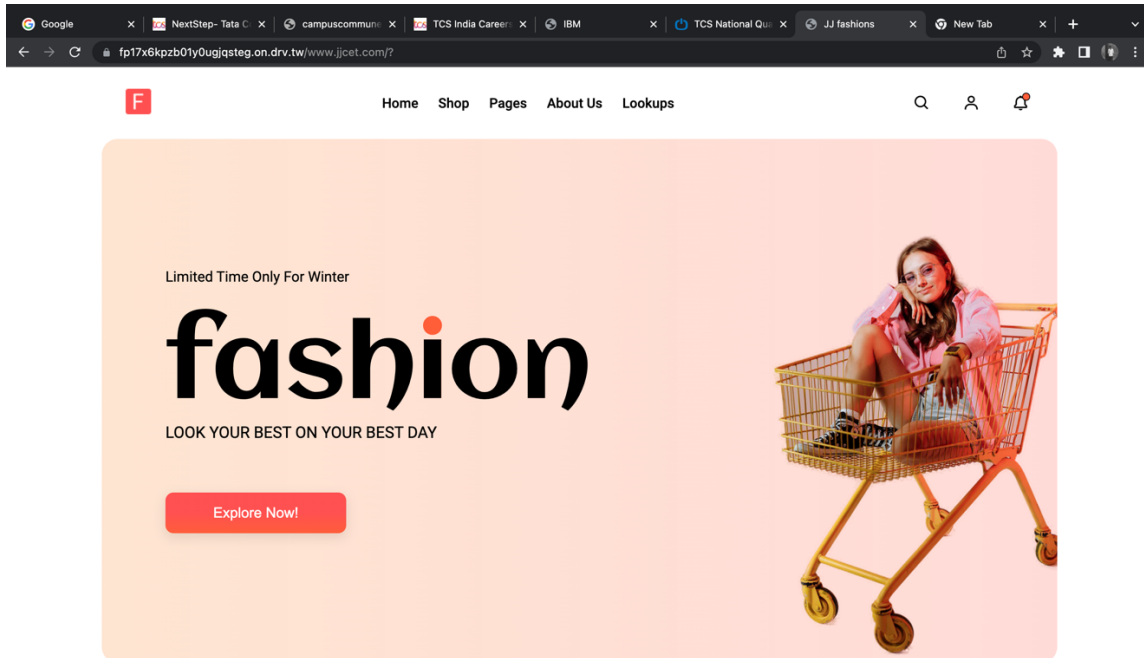 Google
NextStep- Tata Ca
campuscommune
TCS India Careers
IBM
TCS National Qua
JJ fashions
New Tab
fp17x6kpzb01y0ugjqsteg.on.drv.tw/www.jjcet.com/?
F
Home Shop Pages About Us Lookups
Limited Time Only For Winter
fashion
LOOK YOUR BEST ON YOUR BEST DAY
Explore Now!